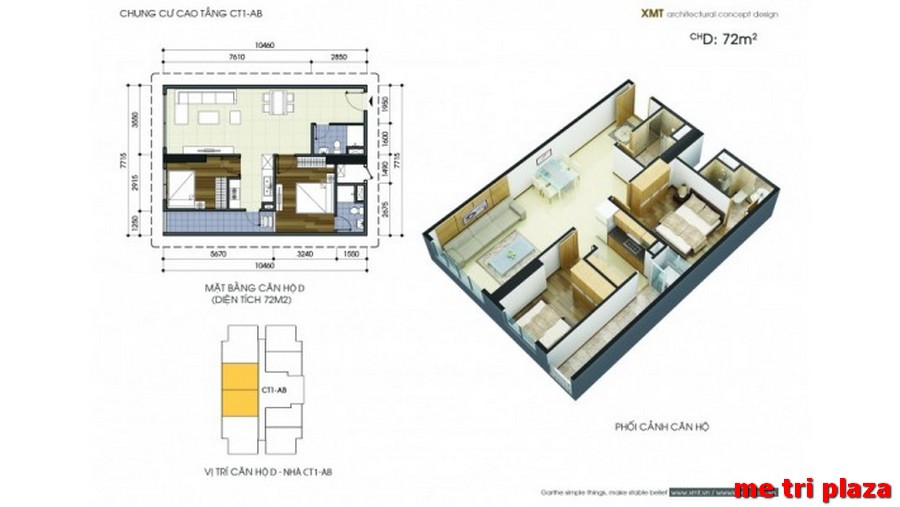 CHUNG CƯ CAO TẦNG CT1-AB
XMT architectural concept design
CHD: 72m²
10460
7610 2850
3550
2915
1250
7715
1950
1600
1490
2675
7715
5670 3240 1550
10460
MẶT BẰNG CĂN HỘ D
(DIỆN TÍCH 72M2)
CT1-AB
VỊ TRÍ CĂN HỘ D - NHÀ CT1-AB
PHỐI CẢNH CĂN HỘ
Garthe simple things, make stable belief www.xmt.vn /
me tri plaza